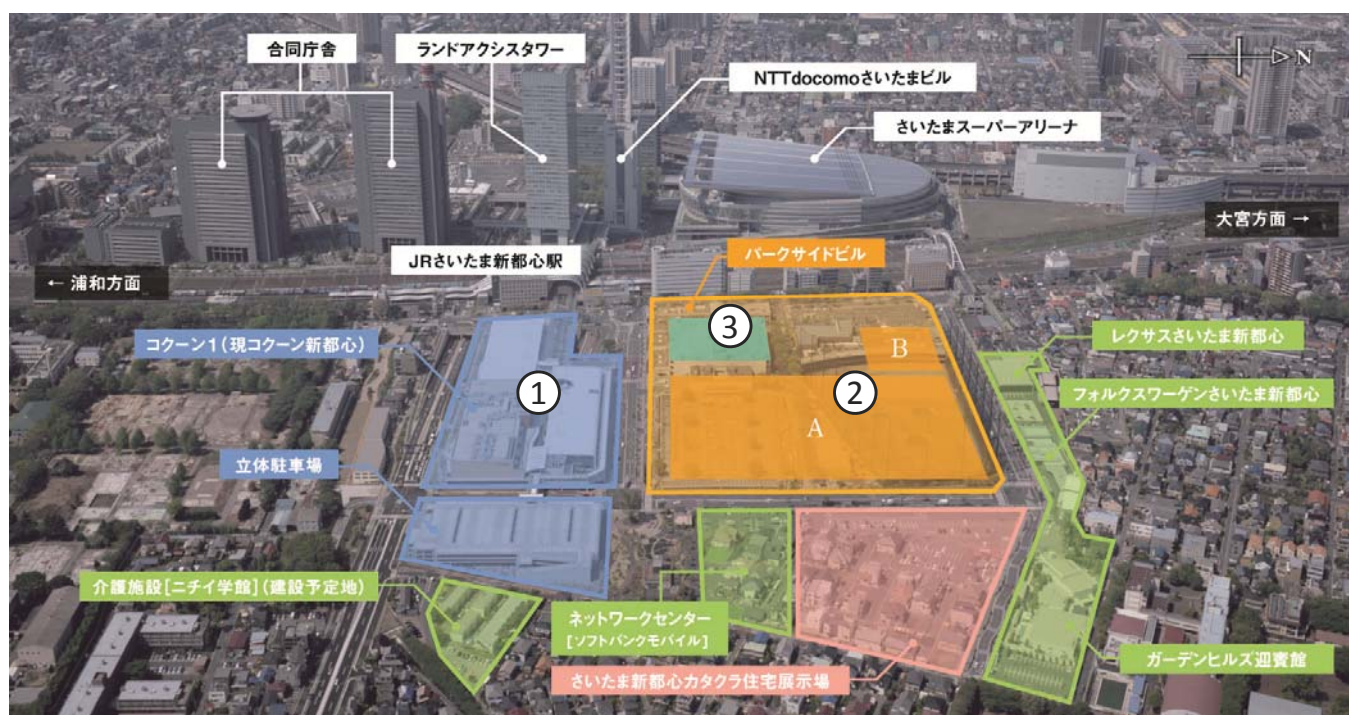 合同庁舎
ランドアクシスタワー
NTTdocomoさいたまビル
さいたまスーパーアリーナ
N
大宮方面 →
JRさいたま新都心駅
パークサイドビル
← 浦和方面
コクーン1(現コクーン新都心)
①
③
B
②
A
レクサスさいたま新都心
フォルクスワーゲンさいたま新都心
立体駐車場
介護施設[ニチイ学館](建設予定地)
ネットワークセンター
[ソフトバンクモバイル]
さいたま新都心カタクラ住宅展示場
ガーデンヒルズ迎賓館